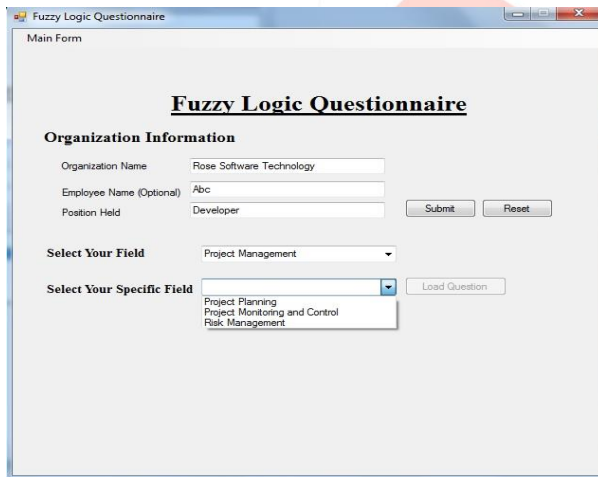 Fuzzy Logic Questionnaire
Main Form
Fuzzy Logic Questionnaire
Organization Information
Organization Name Rose Software Technology
Employee Name (Optional) Abc
Position Held Developer Submit Reset
Select Your Field Project Management
Select Your Specific Field Load Question
Project Planning
Project Monitoring and Control
Risk Management